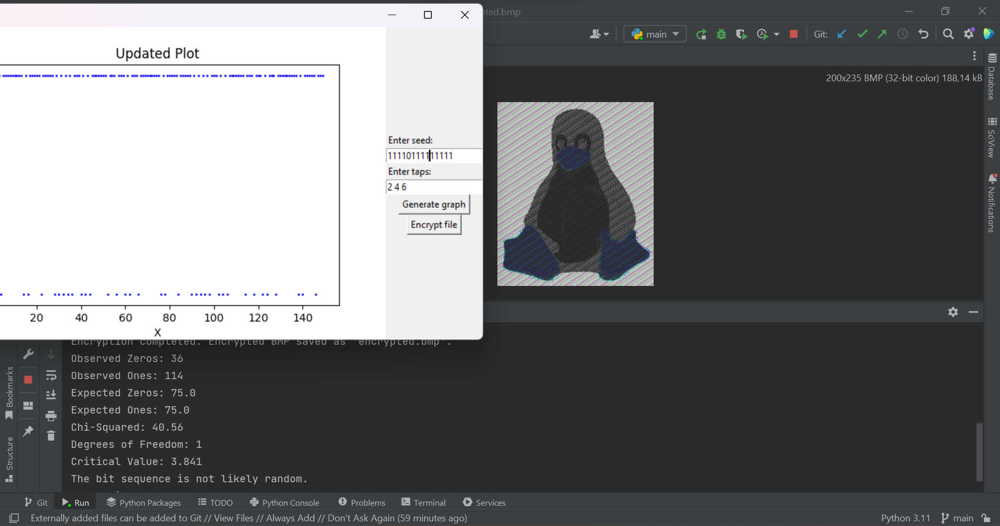 ted.bmp
main
Git:
Updated Plot
200x235 BMP (32-bit color) 188,14 kB
Database
SciView
Notifications
Enter seed:
11110111111111
Enter taps:
2 4 6
Generate graph
Encrypt file
20 40 60 80 100 120 140
X
Encryption completed. Encrypted BMP saved as 'encrypted.bmp'.
Observed Zeros: 36
Observed Ones: 114
Expected Zeros: 75.0
Expected Ones: 75.0
Chi-Squared: 40.56
Degrees of Freedom: 1
Critical Value: 3.841
The bit sequence is not likely random.
Bookmarks
Structure
Git Run Python Packages TODO Python Console Problems Terminal Services
Externally added files can be added to Git // View Files // Always Add // Don't Ask Again (59 minutes ago)
Python 3.11 main